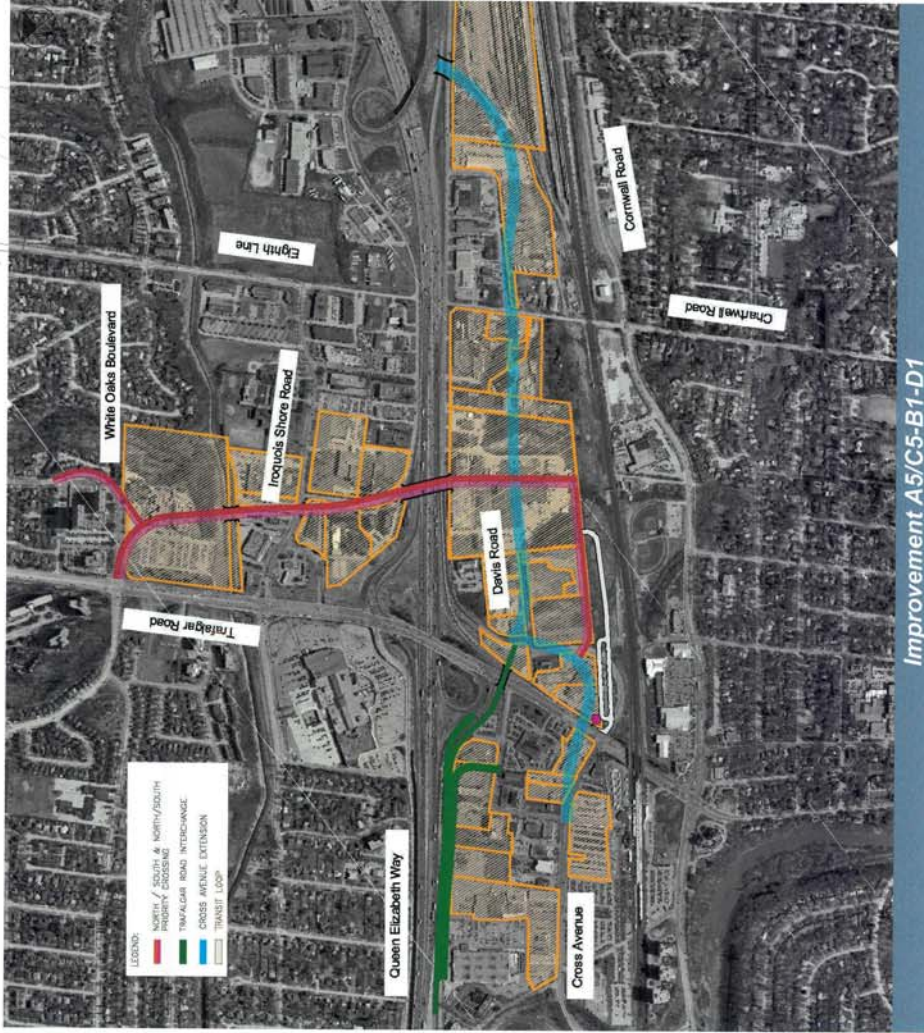 White Oaks Boulevard
Eighth Line
Iroquois Shore Road
Trafalgar Road
Cornwall Road
Chartwell Road
Davis Road
LEGEND:
NORTH / SOUTH & NORTH/SOUTH
PRIORITY CROSSING
TRAFALGAR ROAD INTERCHANGE
CROSS AVENUE EXTENSION
TRANSIT LOOP
Queen Elizabeth Way
Cross Avenue
Improvement A5/C5-B1-D1